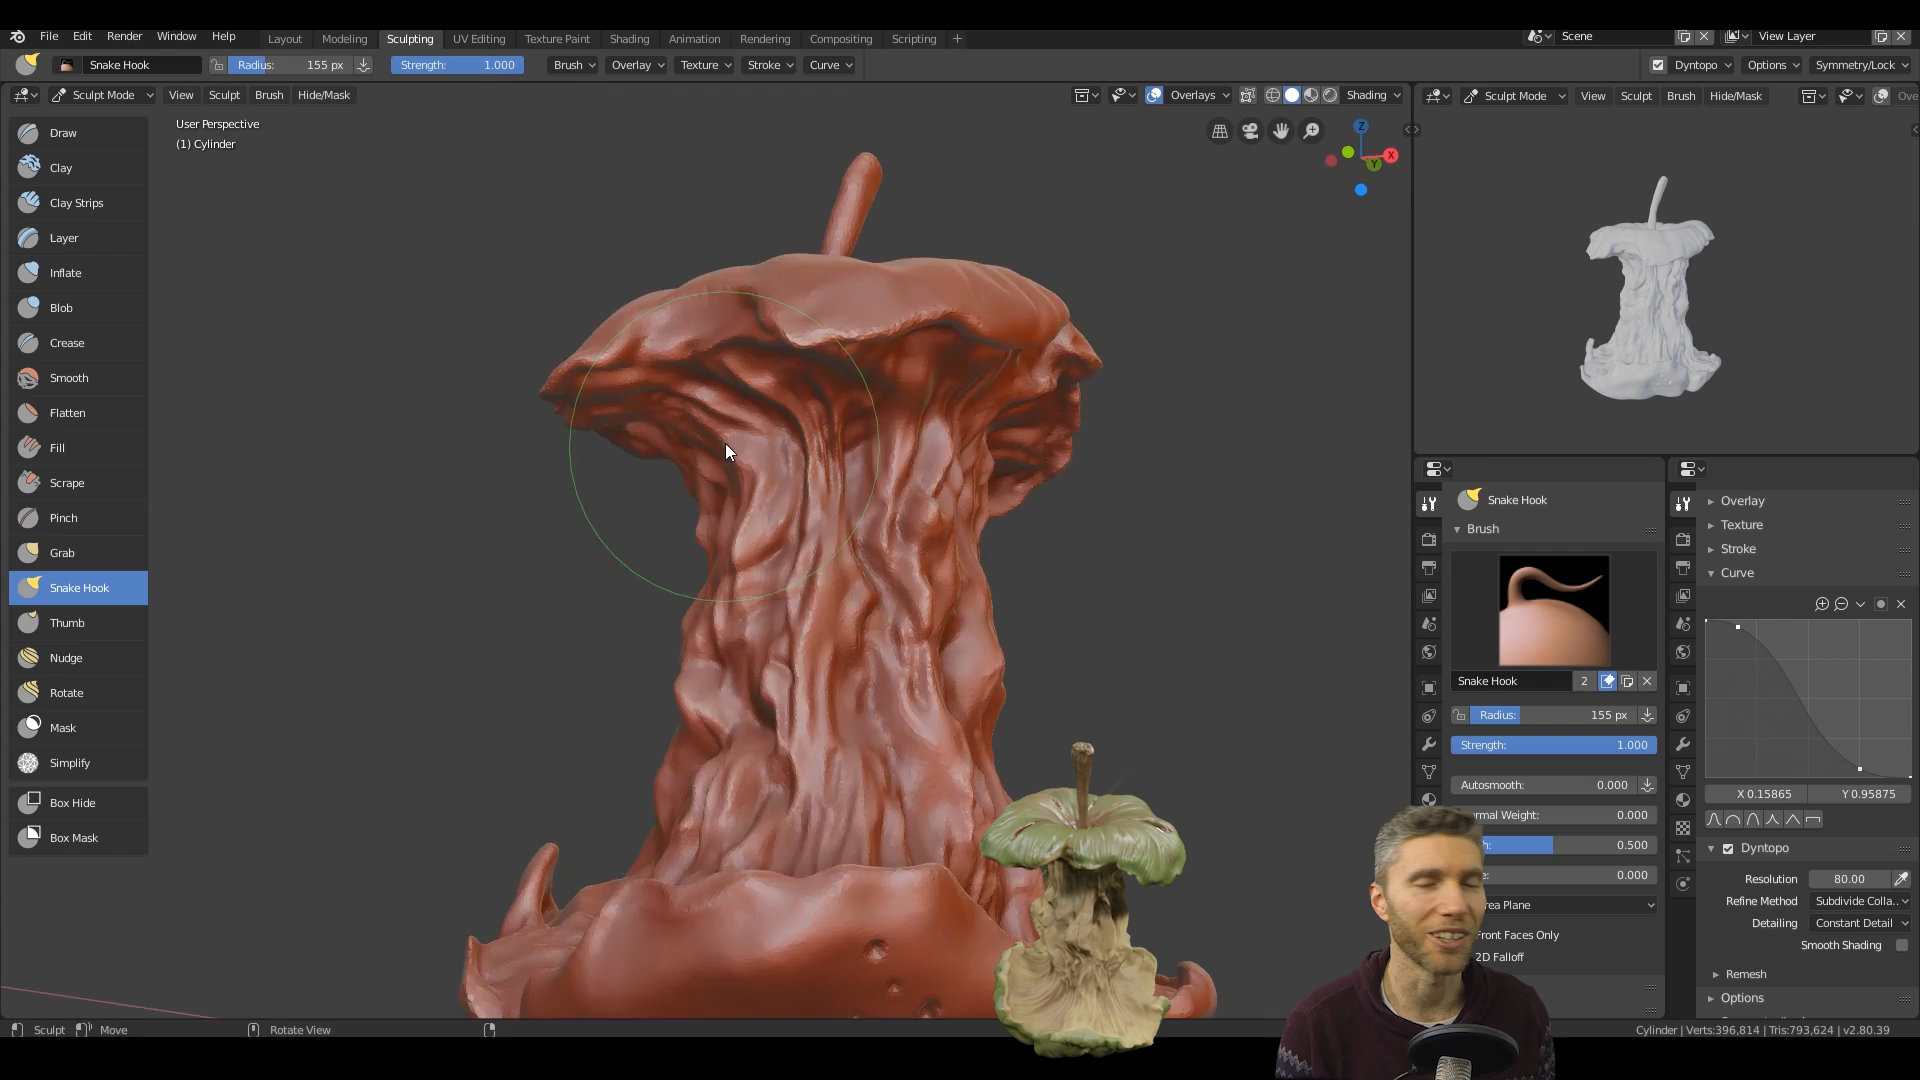 File Edit Render Window Help Layout Modeling Sculpting UV Editing Texture Paint Shading Animation Rendering Compositing Scripting + Scene View Layer
Snake Hook Radius: 155 px Strength: 1.000 Brush Overlay Texture Stroke Curve Dyntopo Options Symmetry/Lock
Sculpt Mode View Sculpt Brush Hide/Mask Overlays Shading Sculpt Mode View Sculpt Brush Hide/Mask Ove
User Perspective
(1) Cylinder
Z
X
Y
Draw
Clay
Clay Strips
Layer
Inflate
Blob
Crease
Smooth
Flatten
Fill
Scrape
Pinch
Grab
Snake Hook
Thumb
Nudge
Rotate
Mask
Simplify
Box Hide
Box Mask
Snake Hook
Brush
Snake Hook 2
Radius: 155 px
Strength: 1.000
Autosmooth: 0.000
rmal Weight: 0.000
h: 0.500
e: 0.000
rea Plane
Front Faces Only
2D Falloff
Overlay
Texture
Stroke
Curve
X 0.15865 Y 0.95875
Dyntopo
Resolution 80.00
Refine Method Subdivide Colla..
Detailing Constant Detail
Smooth Shading
Remesh
Options
Sculpt Move Rotate View Cylinder | Verts:396,814 | Tris:793,624 | v2.80.39